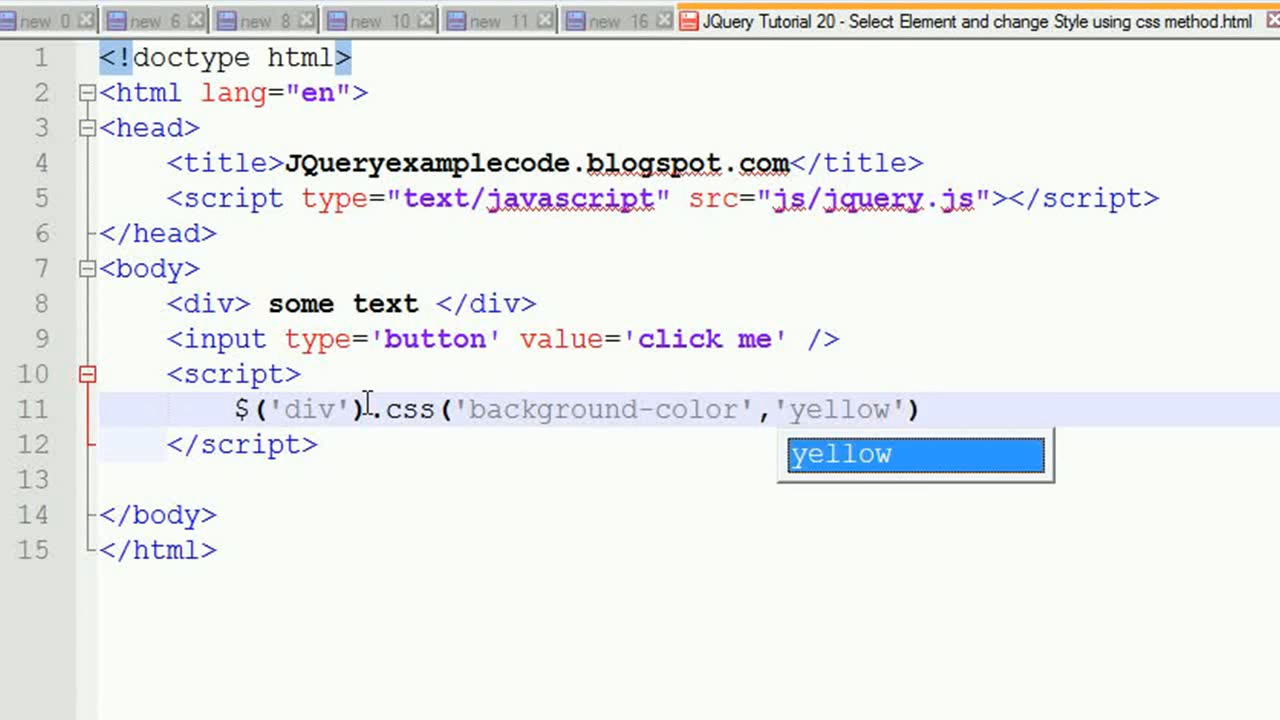 new 0 new 6 new 8 new 10 new 11 new 16 JQuery Tutorial 20 - Select Element and change Style using css method.html
1 <!doctype html>
2 <html lang="en">
3 <head>
4 <title>JQueryexamplecode.blogspot.com</title>
5 <script type="text/javascript" src="js/jquery.js"></script>
6 </head>
7 <body>
8 <div> some text </div>
9 <input type='button' value='click me' />
10 <script>
11 $('div').css('background-color','yellow')
12 </script>
yellow
13
14 </body>
15 </html>